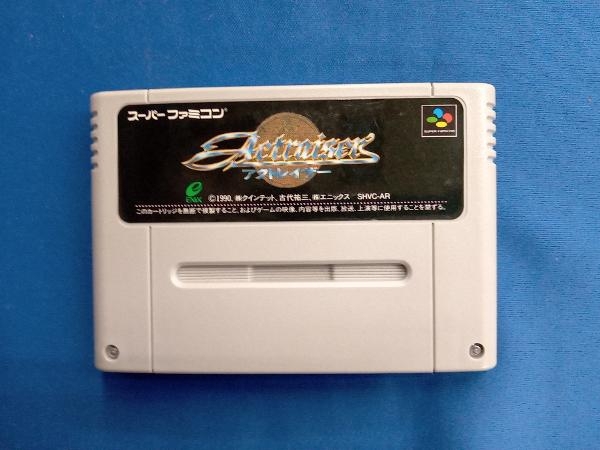 スーパーファミコン®
SUPER FAMICOM
Actraiser
アクトレイザー
ENIX
©1990, ㈱クインテット, 古代祐三, ㈱エニックス SHVC-AR
このカートリッジを無断で複製すること、およびゲームの映像、内容等を出版、放送、上演等に使用することを禁ずる。